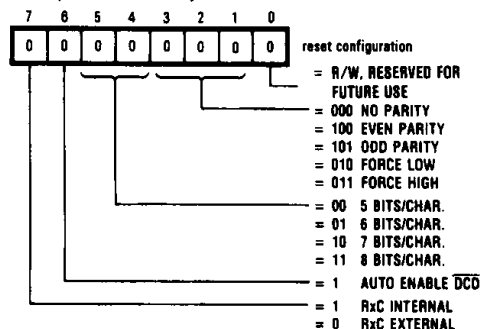 7 6 5 4 3 2 1 0
0 0 0 0 0 0 0 0 reset configuration
= R/W, RESERVED FOR
FUTURE USE
= 000 NO PARITY
= 100 EVEN PARITY
= 101 ODD PARITY
= 010 FORCE LOW
= 011 FORCE HIGH
= 00 5 BITS/CHAR.
= 01 6 BITS/CHAR.
= 10 7 BITS/CHAR.
= 11 8 BITS/CHAR.
= 1 AUTO ENABLE D̅C̅D̅
= 1 RxC INTERNAL
= 0 RxC EXTERNAL